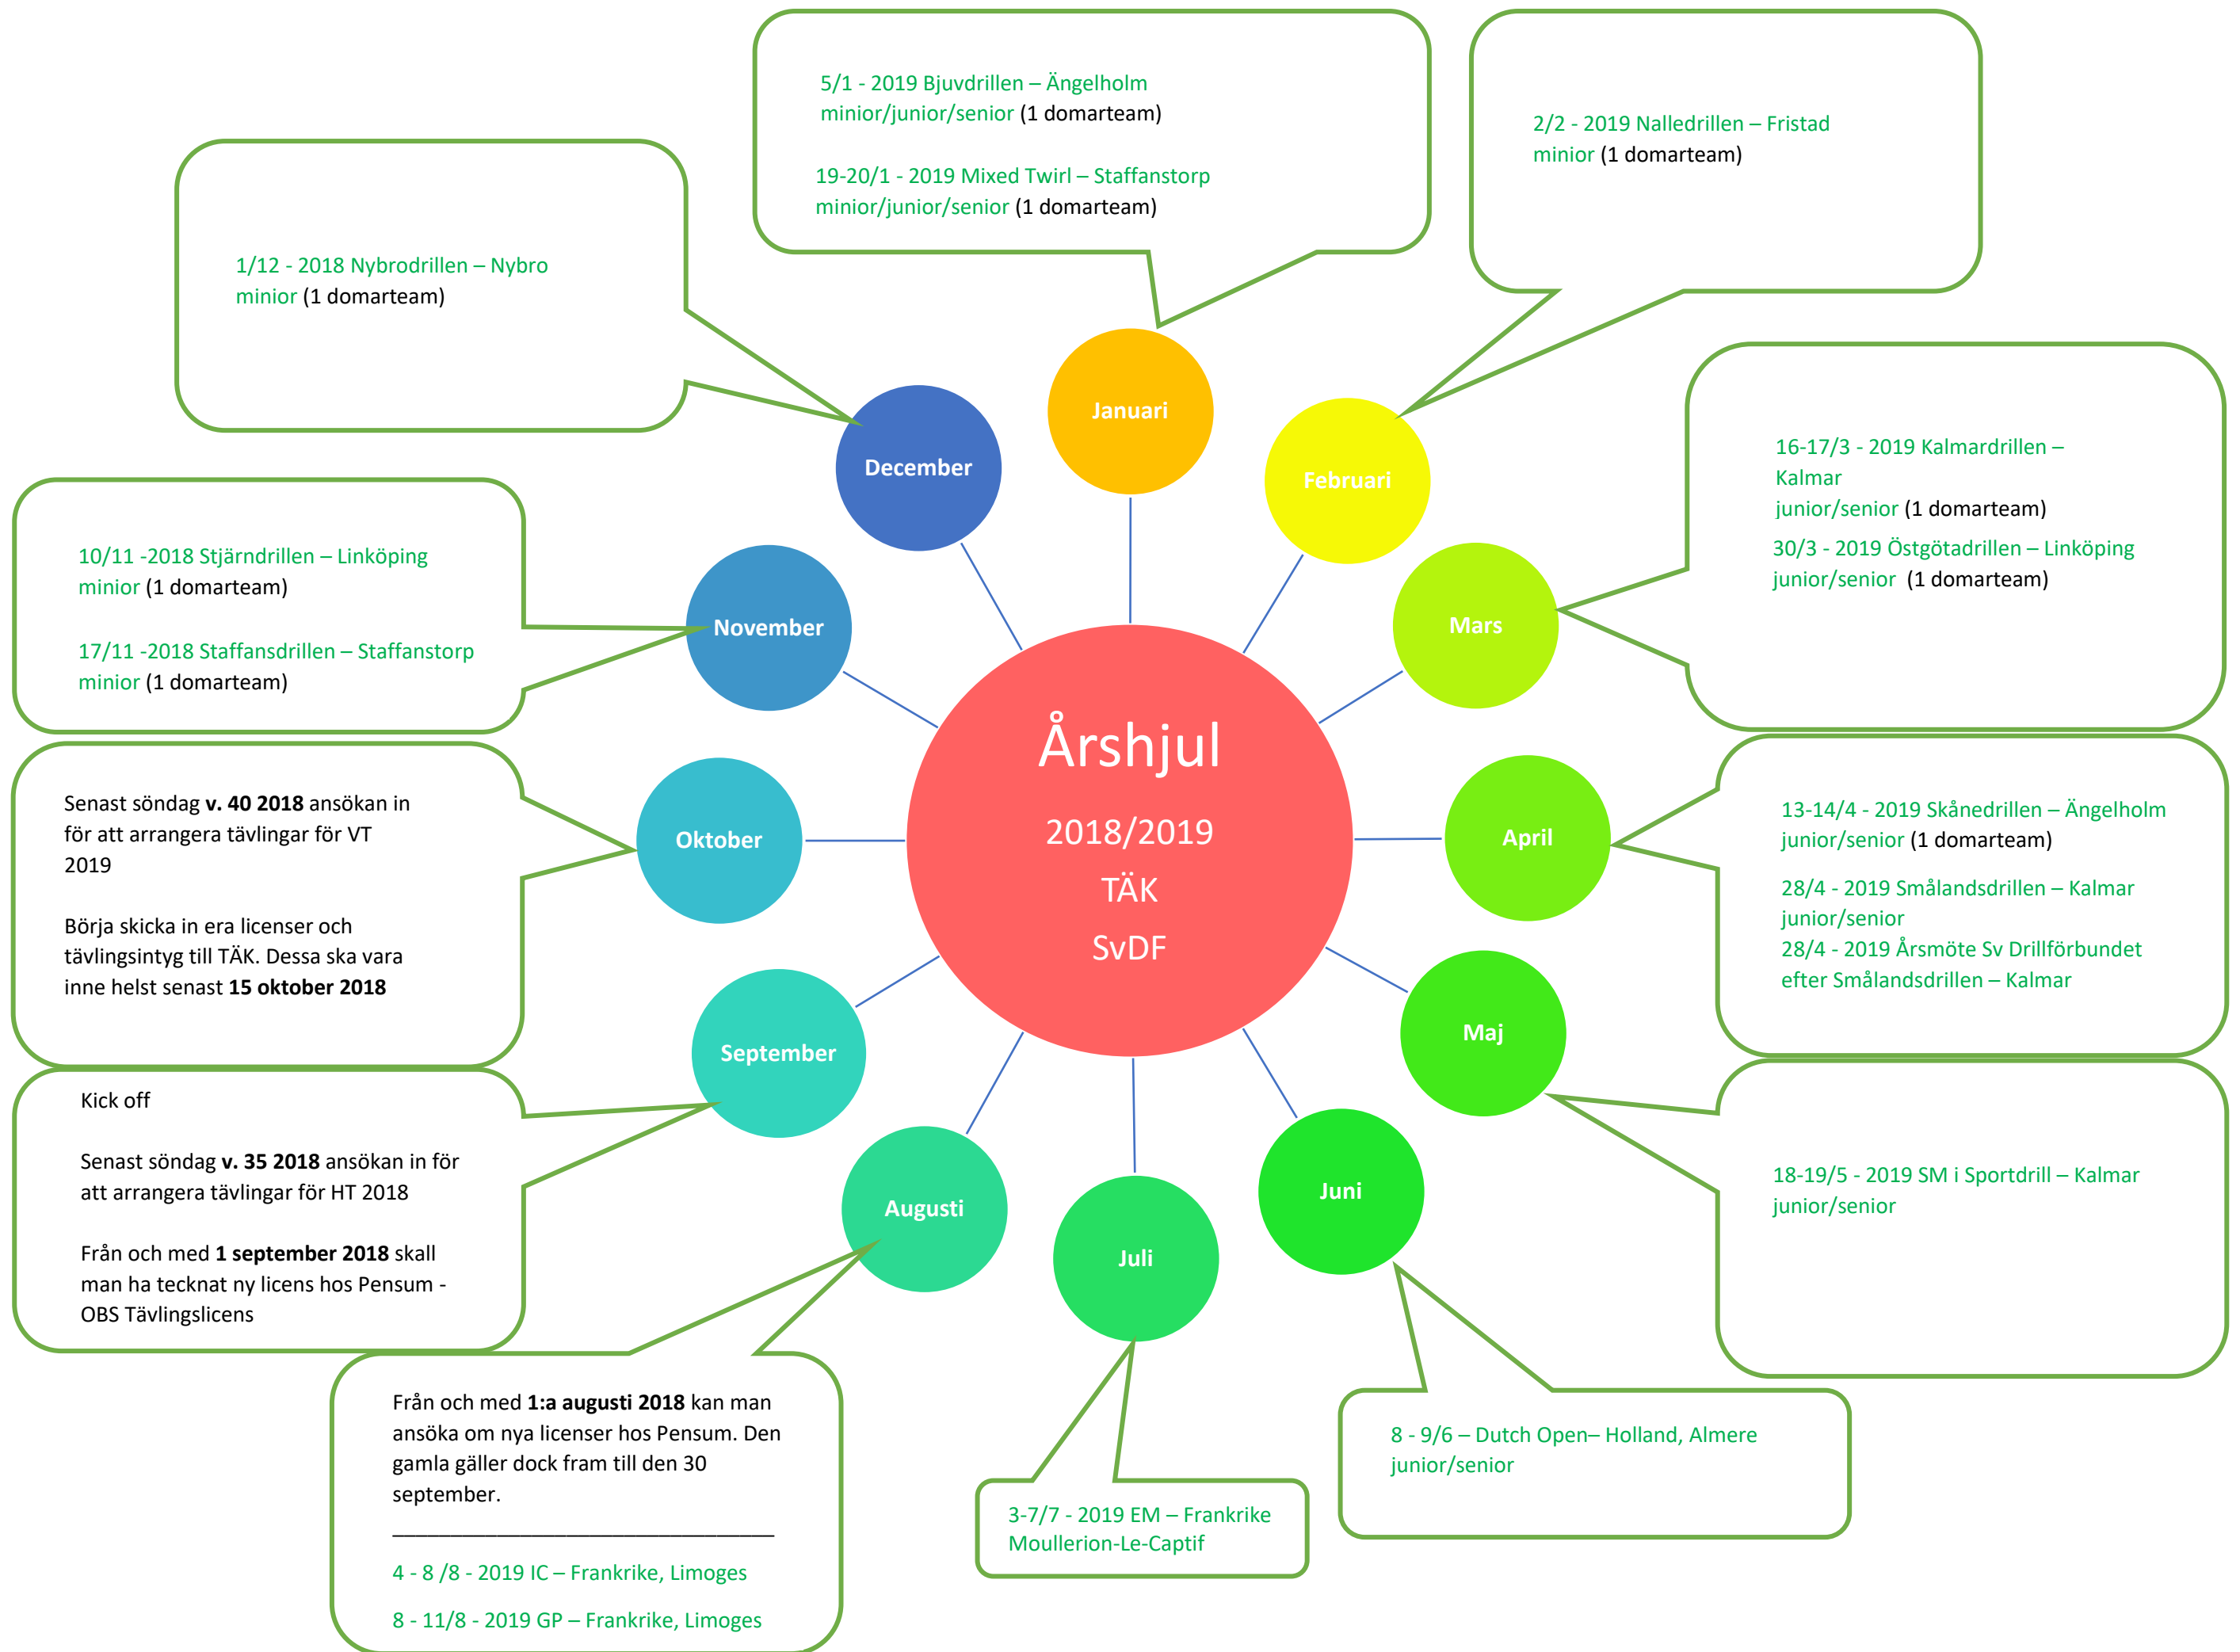 5/1 - 2019 Bjuvdrillen – Ängelholm
minior/junior/senior (1 domarteam)
19-20/1 - 2019 Mixed Twirl – Staffanstorp
minior/junior/senior (1 domarteam)
2/2 - 2019 Nalledrillen – Fristad
minior (1 domarteam)
1/12 - 2018 Nybrodrillen – Nybro
minior (1 domarteam)
Januari
December
Februari
16-17/3 - 2019 Kalmardrillen –
Kalmar
junior/senior (1 domarteam)
30/3 - 2019 Östgötadrillen – Linköping
junior/senior (1 domarteam)
10/11 -2018 Stjärndrillen – Linköping
minior (1 domarteam)
17/11 -2018 Staffansdrillen – Staffanstorp
minior (1 domarteam)
November
Mars
Årshjul
2018/2019
TÄK
SvDF
Senast söndag v. 40 2018 ansökan in
för att arrangera tävlingar för VT
2019
Börja skicka in era licenser och
tävlingsintyg till TÄK. Dessa ska vara
inne helst senast 15 oktober 2018
Oktober
April
13-14/4 - 2019 Skånedrillen – Ängelholm
junior/senior (1 domarteam)
28/4 - 2019 Smålandsdrillen – Kalmar
junior/senior
28/4 - 2019 Årsmöte Sv Drillförbundet
efter Smålandsdrillen – Kalmar
September
Maj
Kick off
Senast söndag v. 35 2018 ansökan in för
att arrangera tävlingar för HT 2018
Från och med 1 september 2018 skall
man ha tecknat ny licens hos Pensum -
OBS Tävlingslicens
18-19/5 - 2019 SM i Sportdrill – Kalmar
junior/senior
Augusti
Juni
Juli
Från och med 1:a augusti 2018 kan man
ansöka om nya licenser hos Pensum. Den
gamla gäller dock fram till den 30
september.
4 - 8 /8 - 2019 IC – Frankrike, Limoges
8 - 11/8 - 2019 GP – Frankrike, Limoges
3-7/7 - 2019 EM – Frankrike
Moullerion-Le-Captif
8 - 9/6 – Dutch Open– Holland, Almere
junior/senior